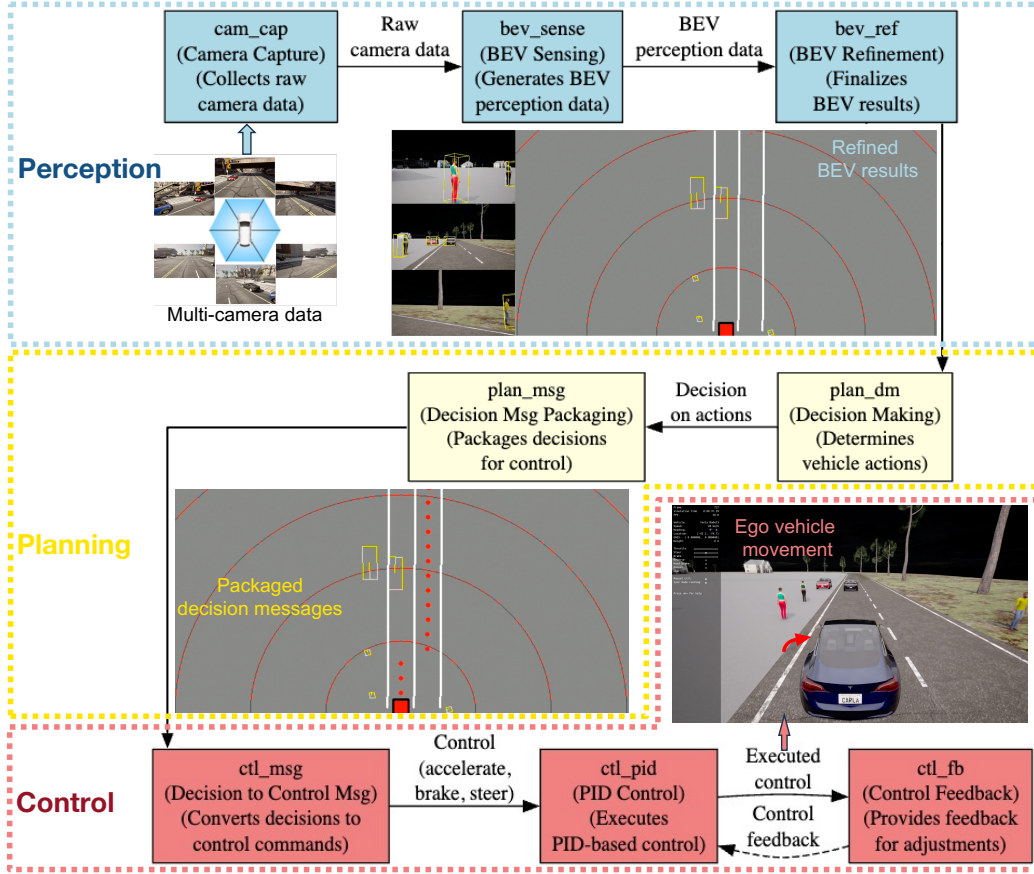 cam_cap
(Camera Capture)
(Collects raw
camera data)
Raw
camera data
bev_sense
(BEV Sensing)
(Generates BEV
perception data)
BEV
perception data
bev_ref
(BEV Refinement)
(Finalizes
BEV results)
Perception
Refined
BEV results
Multi-camera data
plan_msg
(Decision Msg Packaging)
(Packages decisions
for control)
Decision
on actions
plan_dm
(Decision Making)
(Determines
vehicle actions)
Planning
Packaged
decision messages
Ego vehicle
movement
CARLA
Control
ctl_msg
(Decision to Control Msg)
(Converts decisions to
control commands)
Control
(accelerate,
brake, steer)
ctl_pid
(PID Control)
(Executes
PID-based control)
Executed
control
Control
feedback
ctl_fb
(Control Feedback)
(Provides feedback
for adjustments)